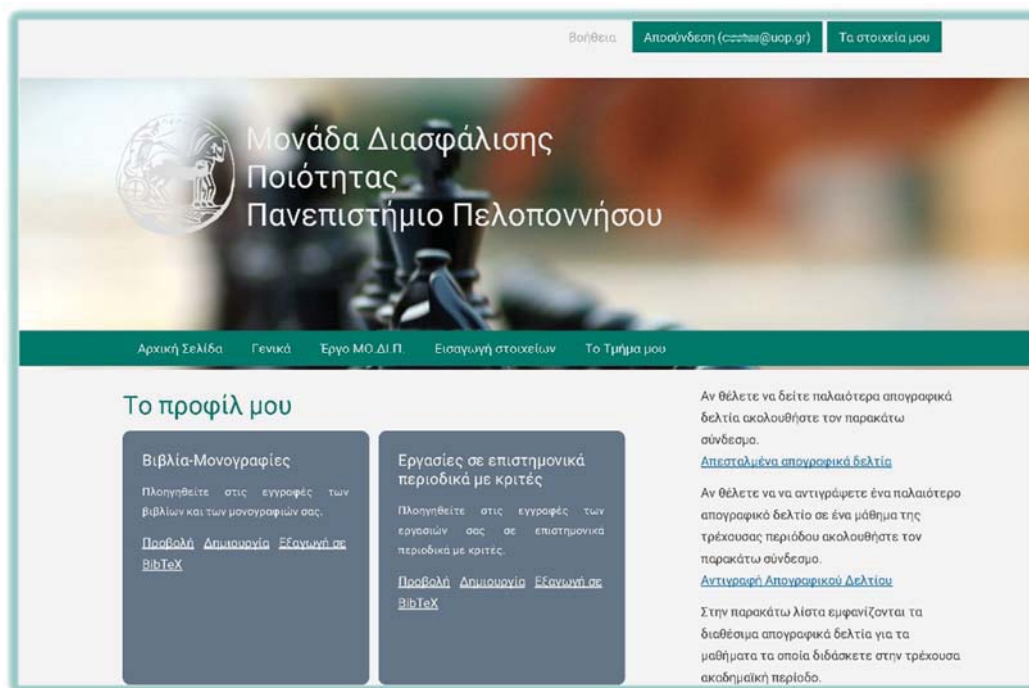 Βοήθεια
Αποσύνδεση (@uop.gr)
Τα στοιχεία μου
Μονάδα Διασφάλισης
Ποιότητας
Πανεπιστήμιο Πελοποννήσου
Αρχική Σελίδα
Γενικά
Έργο ΜΟ.ΔΙ.Π.
Εισαγωγή στοιχείων
Το Τμήμα μου
Το προφίλ μου
Βιβλία-Μονογραφίες
Πλοηγηθείτε στις εγγραφές των
βιβλίων και των μονογραφιών σας.
Προβολή Δημιουργία Εξαγωγή σε
BibTeX
Εργασίες σε επιστημονικά
περιοδικά με κριτές
Πλοηγηθείτε στις εγγραφές των
εργασιών σας σε επιστημονικά
περιοδικά με κριτές.
Προβολή Δημιουργία Εξαγωγή σε
BibTeX
Αν θέλετε να δείτε παλαιότερα απογραφικά
δελτία ακολουθήστε τον παρακάτω
σύνδεσμο.
Απεσταλμένα απογραφικά δελτία
Αν θέλετε να να αντιγράψετε ένα παλαιότερο
απογραφικό δελτίο σε ένα μάθημα της
τρέχουσας περιόδου ακολουθήστε τον
παρακάτω σύνδεσμο.
Αντιγραφή Απογραφικού Δελτίου
Στην παρακάτω λίστα εμφανίζονται τα
διαθέσιμα απογραφικά δελτία για τα
μαθήματα τα οποία διδάσκετε στην τρέχουσα
ακαδημαϊκή περίοδο.